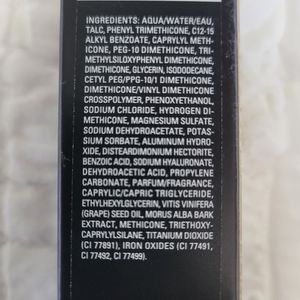 INGREDIENTS: AQUA/WATER/EAU,
TALC, PHENYL TRIMETHICONE, C12-15
ALKYL BENZOATE, CAPRYLYL METH-
ICONE, PEG-10 DIMETHICONE, TRI-
METHYLSILOXYPHENYL DIMETHICONE,
DIMETHICONE, GLYCERIN, ISODODECANE,
CETYL PEG/PPG-10/1 DIMETHICONE,
DIMETHICONE/VINYL DIMETHICONE
CROSSPOLYMER, PHENOXYETHANOL,
SODIUM CHLORIDE, HYDROGEN DI-
METHICONE, MAGNESIUM SULFATE,
SODIUM DEHYDROACETATE, POTAS-
SIUM SORBATE, ALUMINUM HYDRO-
XIDE, DISTEARDIMONIUM HECTORITE,
BENZOIC ACID, SODIUM HYALURONATE,
DEHYDROACETIC ACID, PROPYLENE
CARBONATE, PARFUM/FRAGRANCE,
CAPRYLIC/CAPRIC TRIGLYCERIDE,
ETHYLHEXYLGLYCERIN, VITIS VINIFERA
(GRAPE) SEED OIL, MORUS ALBA BARK
EXTRACT, METHICONE, TRIETHOXY-
CAPRYLYLSILANE, TITANIUM DIOXIDE
(CI 77891), IRON OXIDES (CI 77491,
CI 77492, CI 77499).